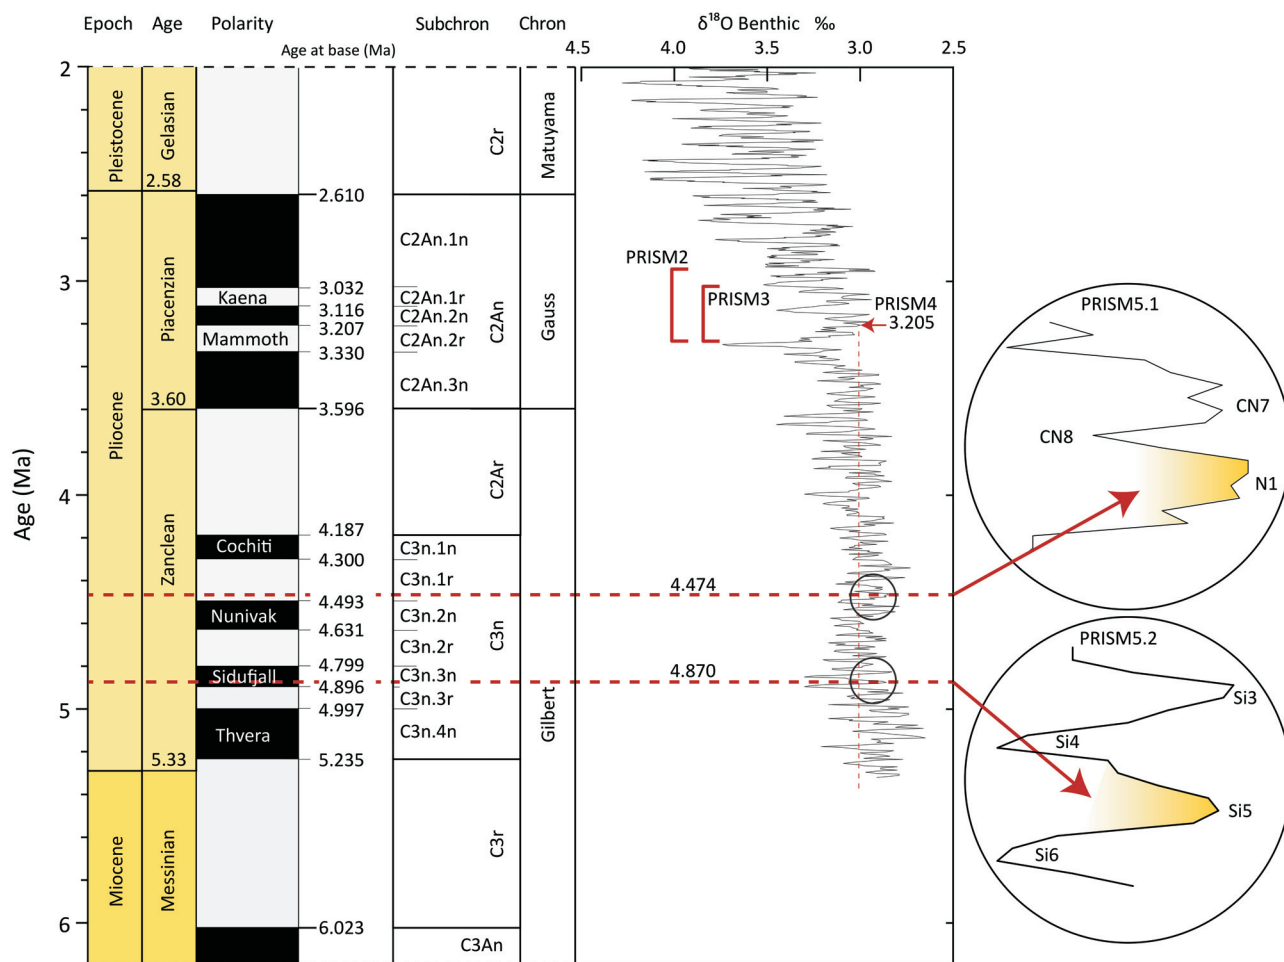 Epoch Age Polarity Subchron Chron δ18O Benthic ‰
Age at base (Ma)
4.5 4.0 3.5 3.0 2.5
Age (Ma)
2
3
4
5
6
Pleistocene
Pliocene
Miocene
Gelasian
2.58
Piacenzian
3.60
Zanclean
5.33
Messinian
Kaena
Mammoth
Cochiti
Nunivak
Sidufjall
Thvera
2.610
3.032
3.116
3.207
3.330
3.596
4.187
4.300
4.493
4.631
4.799
4.896
4.997
5.235
6.023
C2An.1n
C2An.1r
C2An.2n
C2An.2r
C2An.3n
C3n.1n
C3n.1r
C3n.2n
C3n.2r
C3n.3n
C3n.3r
C3n.4n
C2r
C2An
C2Ar
C3n
C3r
C3An
Matuyama
Gauss
Gilbert
PRISM2
PRISM3
PRISM4
3.205
4.474
4.870
PRISM5.1
CN7
CN8
N1
PRISM5.2
Si3
Si4
Si5
Si6